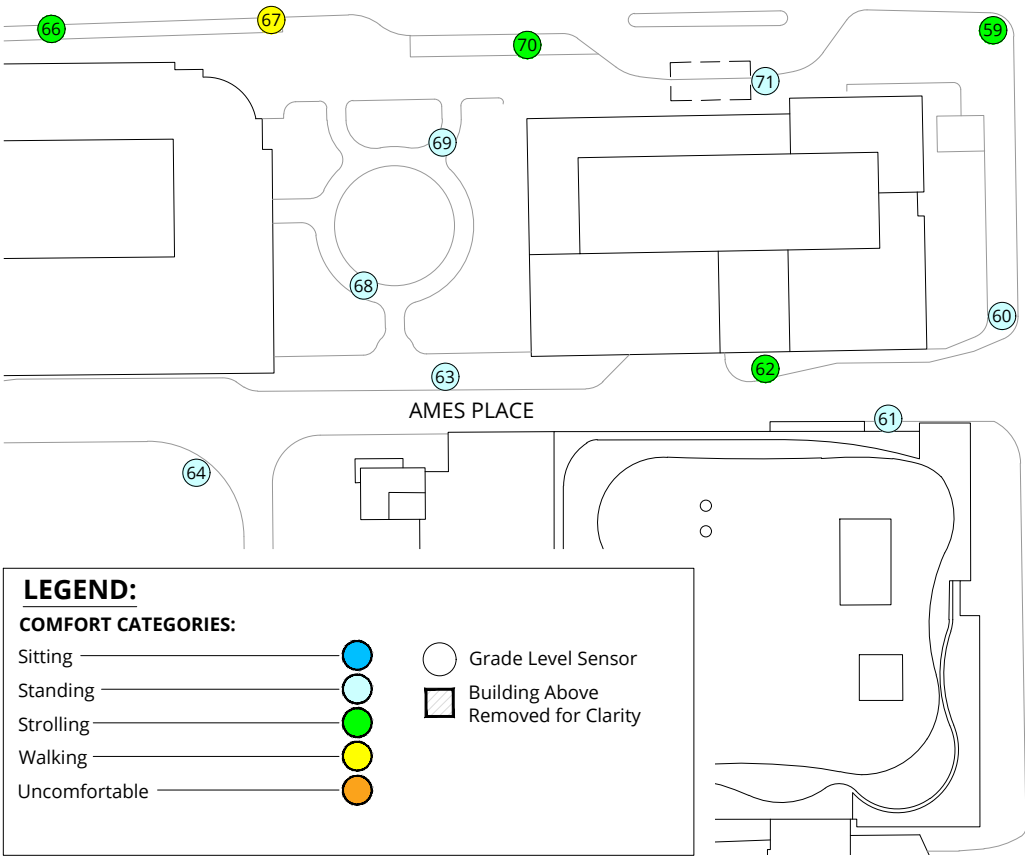 67
66
59
70
71
69
68
60
62
63
AMES PLACE
61
64
LEGEND:
COMFORT CATEGORIES:
Sitting
Standing
Strolling
Walking
Uncomfortable
Grade Level Sensor
Building Above
Removed for Clarity